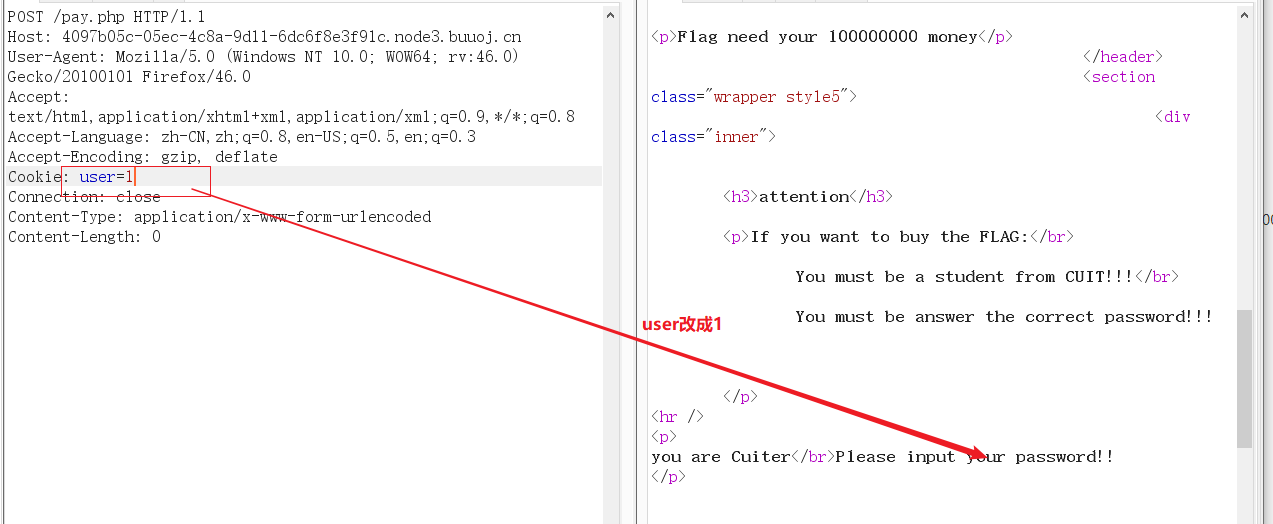 POST /pay.php HTTP/1.1
Host: 4097b05c-05ec-4c8a-9d11-6dc6f8e3f91c.node3.buuoj.cn
User-Agent: Mozilla/5.0 (Windows NT 10.0; WOW64; rv:46.0)
Gecko/20100101 Firefox/46.0
Accept:
text/html,application/xhtml+xml,application/xml;q=0.9,*/*;q=0.8
Accept-Language: zh-CN,zh;q=0.8,en-US;q=0.5,en;q=0.3
Accept-Encoding: gzip, deflate
Cookie: user=1
Connection: close
Content-Type: application/x-www-form-urlencoded
Content-Length: 0
<p>Flag need your 100000000 money</p>
</header>
<section
class="wrapper style5">
<div
class="inner">
<h3>attention</h3>
<p>If you want to buy the FLAG:</br>
You must be a student from CUIT!!!</br>
You must be answer the correct password!!!
user改成1
</p>
<hr />
<p>
you are Cuiter</br>Please input your password!!
</p>